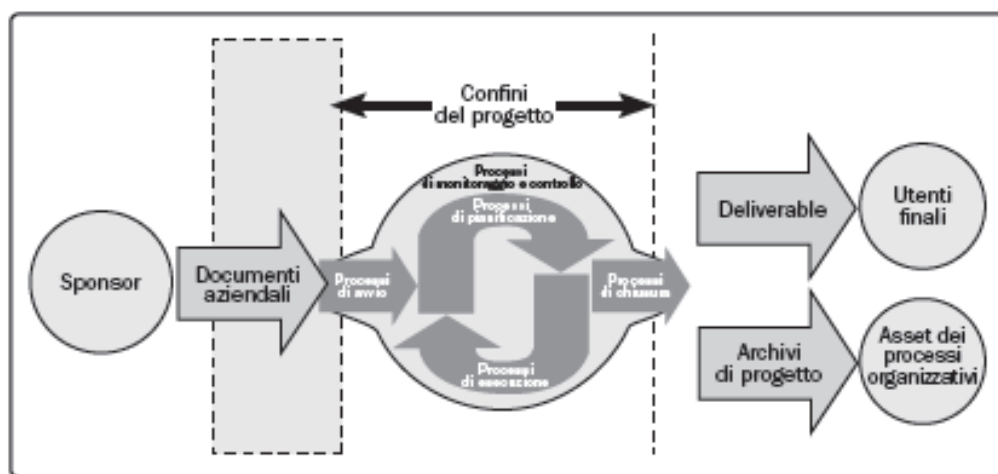 Confini
del progetto
Processi
di monitoraggio e controllo
Processi
di pianificazione
Sponsor
Documenti
aziendali
Processi
di avvio
Processi
di chiusura
Processi
di esecuzione
Deliverable
Utenti
finali
Archivi
di progetto
Asset dei
processi
organizzativi